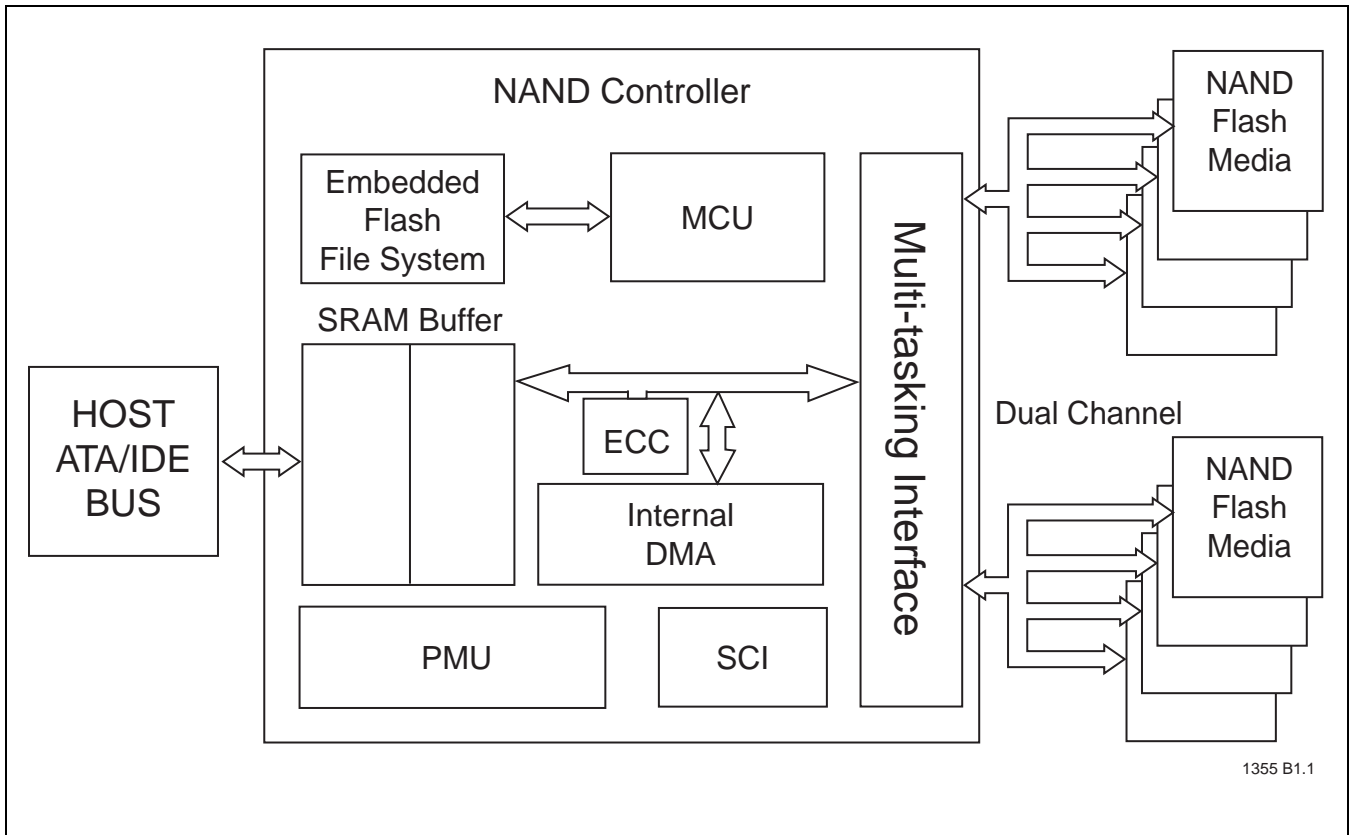 NAND Controller
Embedded
Flash
File System
MCU
SRAM Buffer
HOST
ATA/IDE
BUS
ECC
Internal
DMA
PMU
SCI
Multi-tasking Interface
NAND
Flash
Media
Dual Channel
NAND
Flash
Media
1355 B1.1